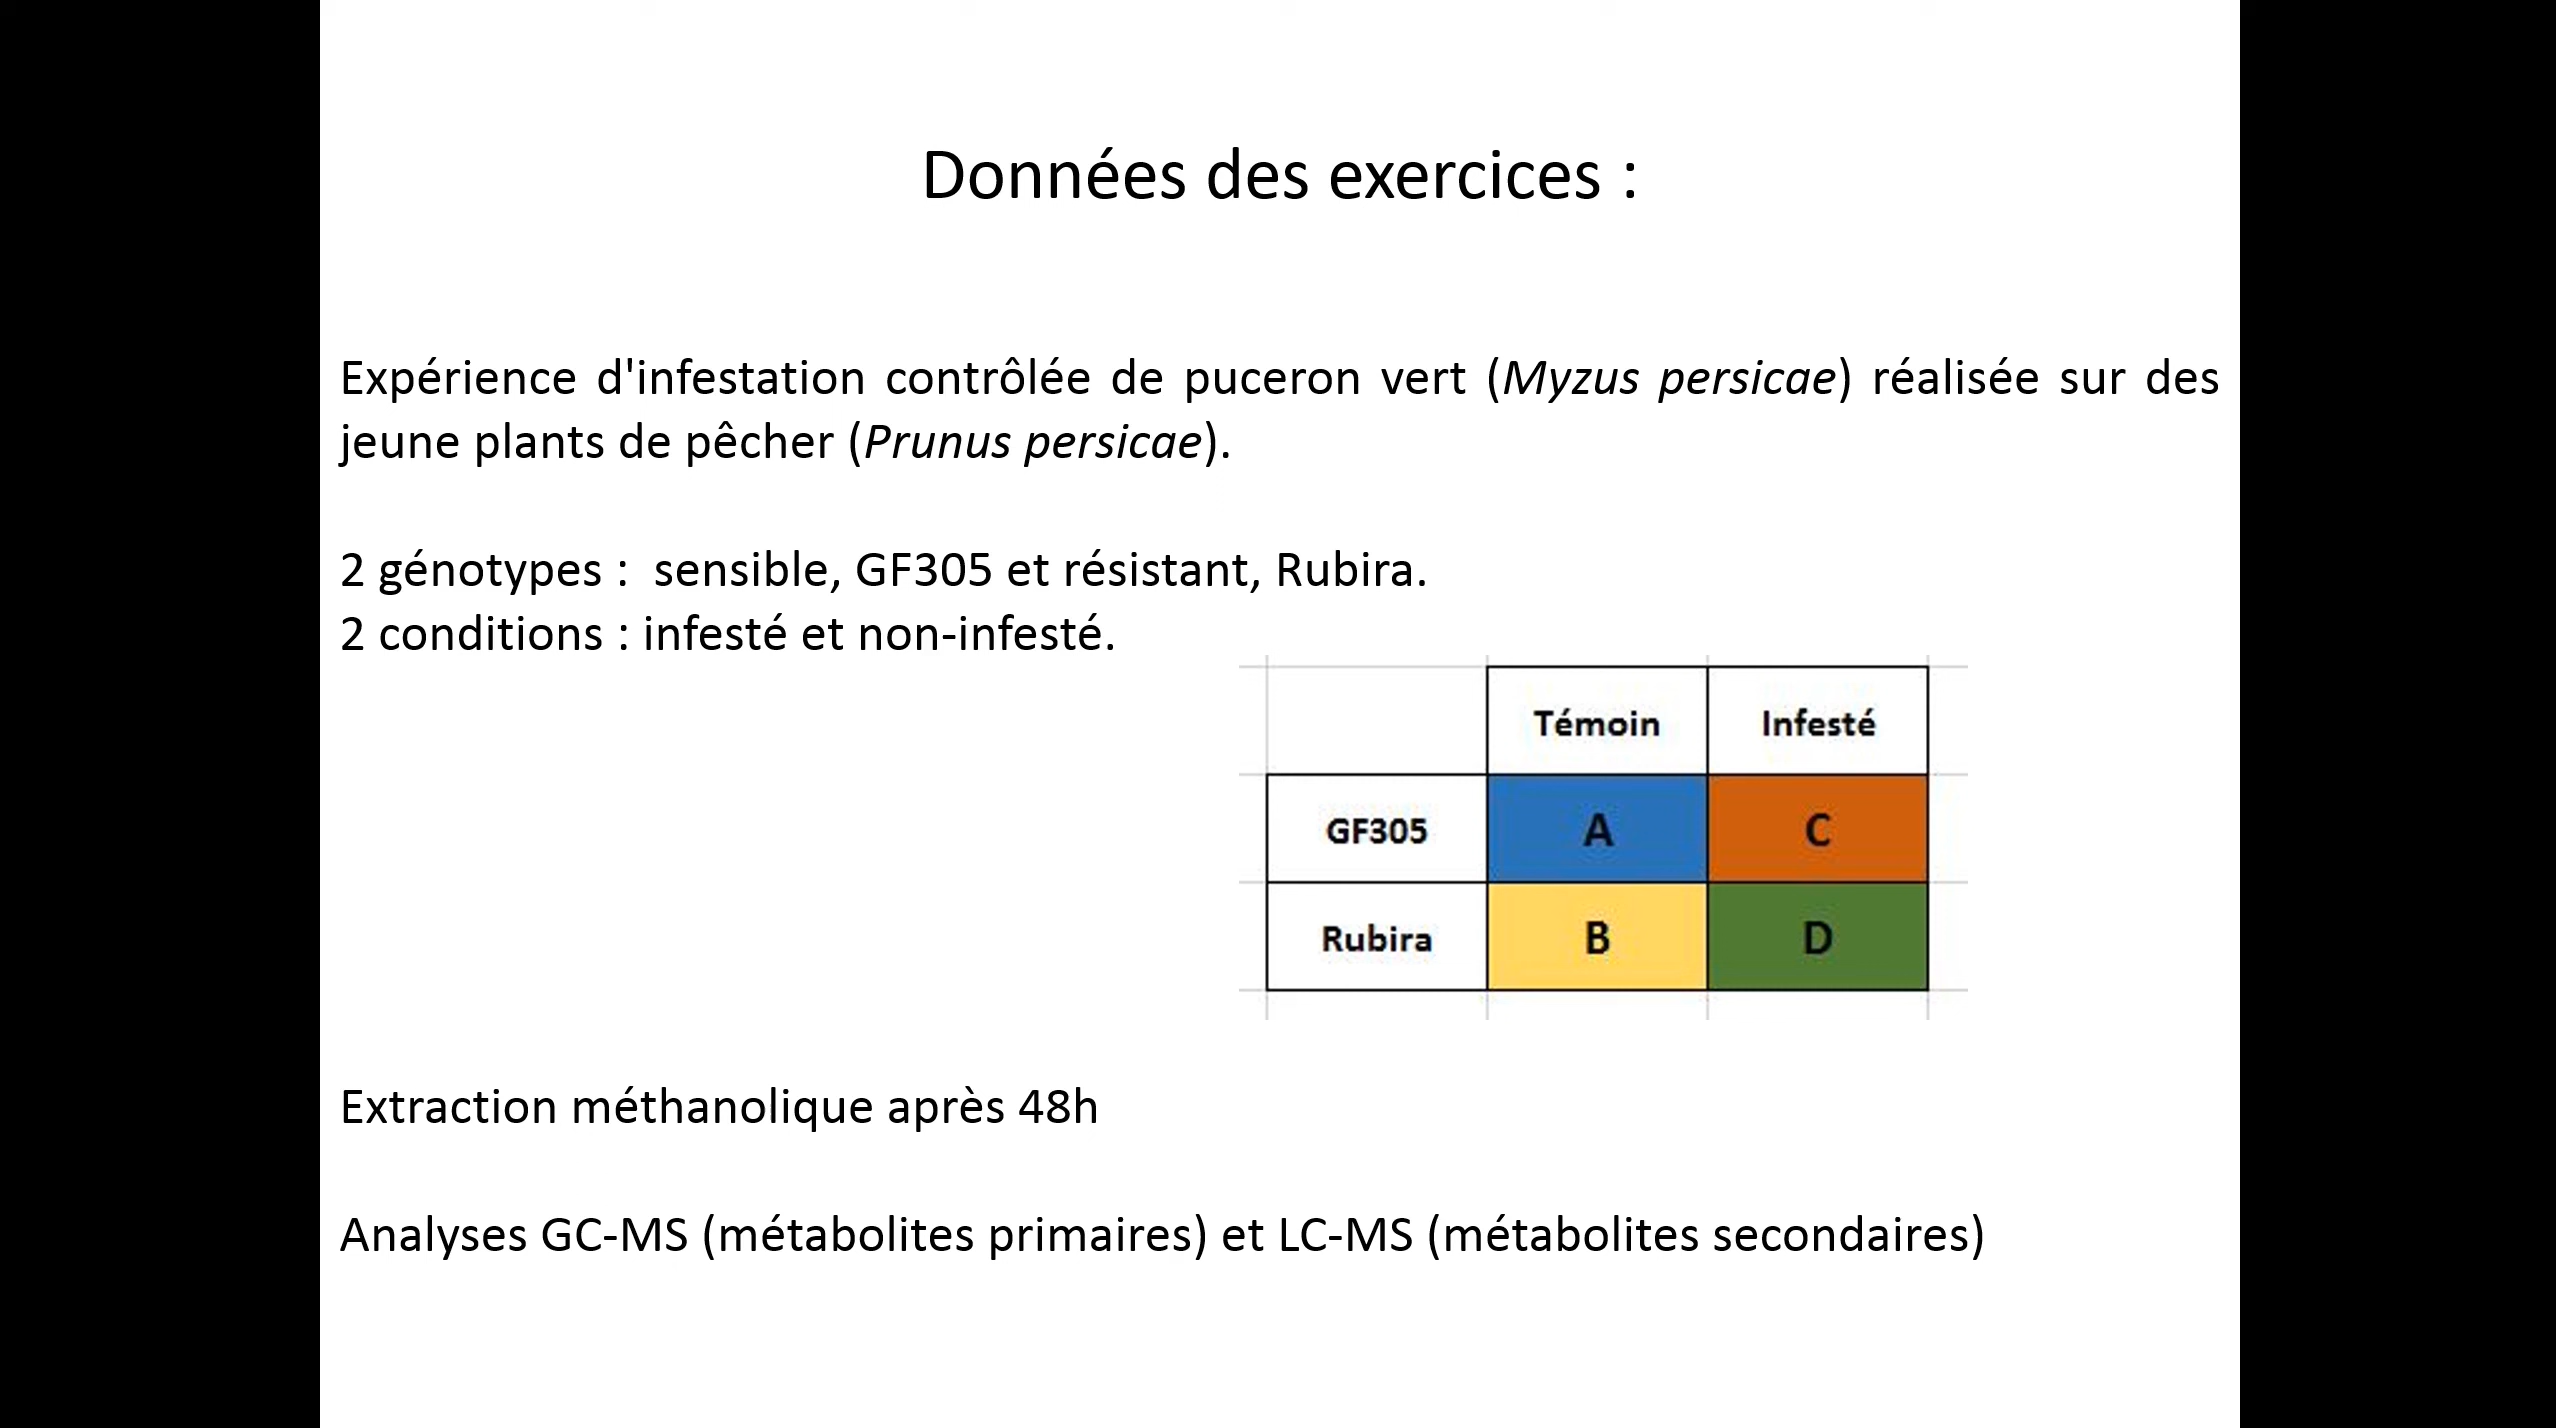 Données des exercices :
Expérience d'infestation contrôlée de puceron vert (Myzus persicae) réalisée sur des
jeune plants de pêcher (Prunus persicae).
2 génotypes :  sensible, GF305 et résistant, Rubira.
2 conditions : infesté et non-infesté.
Témoin Infesté
GF305 A C
Rubira B D
Extraction méthanolique après 48h
Analyses GC-MS (métabolites primaires) et LC-MS (métabolites secondaires)